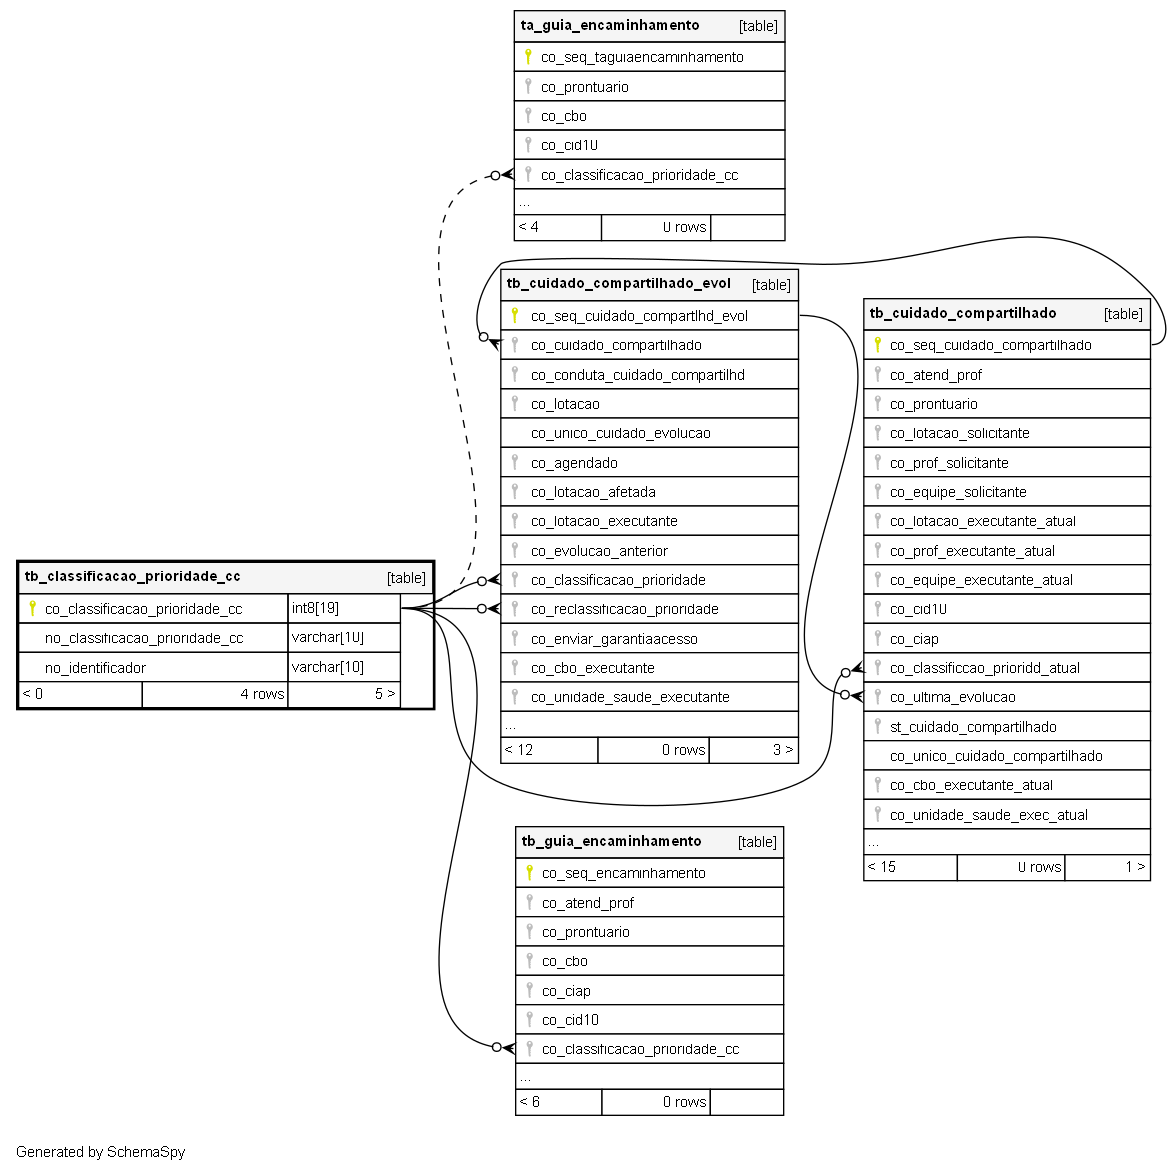 ta_guia_encaminhamento [table]
co_seq_taguiaencaminhamento
co_prontuario
co_cbo
co_cid10
co_classificacao_prioridade_cc
...
< 4 0 rows
tb_cuidado_compartilhado_evol [table]
co_seq_cuidado_compartlhd_evol
co_cuidado_compartilhado
co_conduta_cuidado_compartilhd
co_lotacao
co_unico_cuidado_evolucao
co_agendado
co_lotacao_afetada
co_lotacao_executante
co_evolucao_anterior
co_classificacao_prioridade
co_reclassificacao_prioridade
co_enviar_garantiaacesso
co_cbo_executante
co_unidade_saude_executante
...
< 12 0 rows 3 >
tb_cuidado_compartilhado [table]
co_seq_cuidado_compartilhado
co_atend_prof
co_prontuario
co_lotacao_solicitante
co_prof_solicitante
co_equipe_solicitante
co_lotacao_executante_atual
co_prof_executante_atual
co_equipe_executante_atual
co_cid10
co_ciap
co_classificcao_prioridd_atual
co_ultima_evolucao
st_cuidado_compartilhado
co_unico_cuidado_compartilhado
co_cbo_executante_atual
co_unidade_saude_exec_atual
...
< 15 0 rows 1 >
tb_classificacao_prioridade_cc [table]
co_classificacao_prioridade_cc int8[19]
no_classificacao_prioridade_cc varchar[10]
no_identificador varchar[10]
< 0 4 rows 5 >
tb_guia_encaminhamento [table]
co_seq_encaminhamento
co_atend_prof
co_prontuario
co_cbo
co_ciap
co_cid10
co_classificacao_prioridade_cc
...
< 6 0 rows
Generated by SchemaSpy